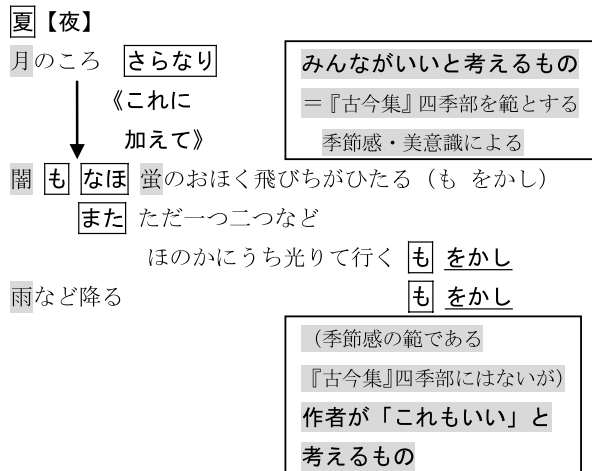 夏【夜】
月のころ さらなり
《これに
加えて》
みんながいいと考えるもの
＝『古今集』四季部を範とする
季節感・美意識による
闇 も なほ 蛍のおほく飛びちがひたる（も をかし）
また ただ一つ二つなど
ほのかにうち光りて行く も をかし
雨など降る も をかし
（季節感の範である
『古今集』四季部にはないが）
作者が「これもいい」と
考えるもの